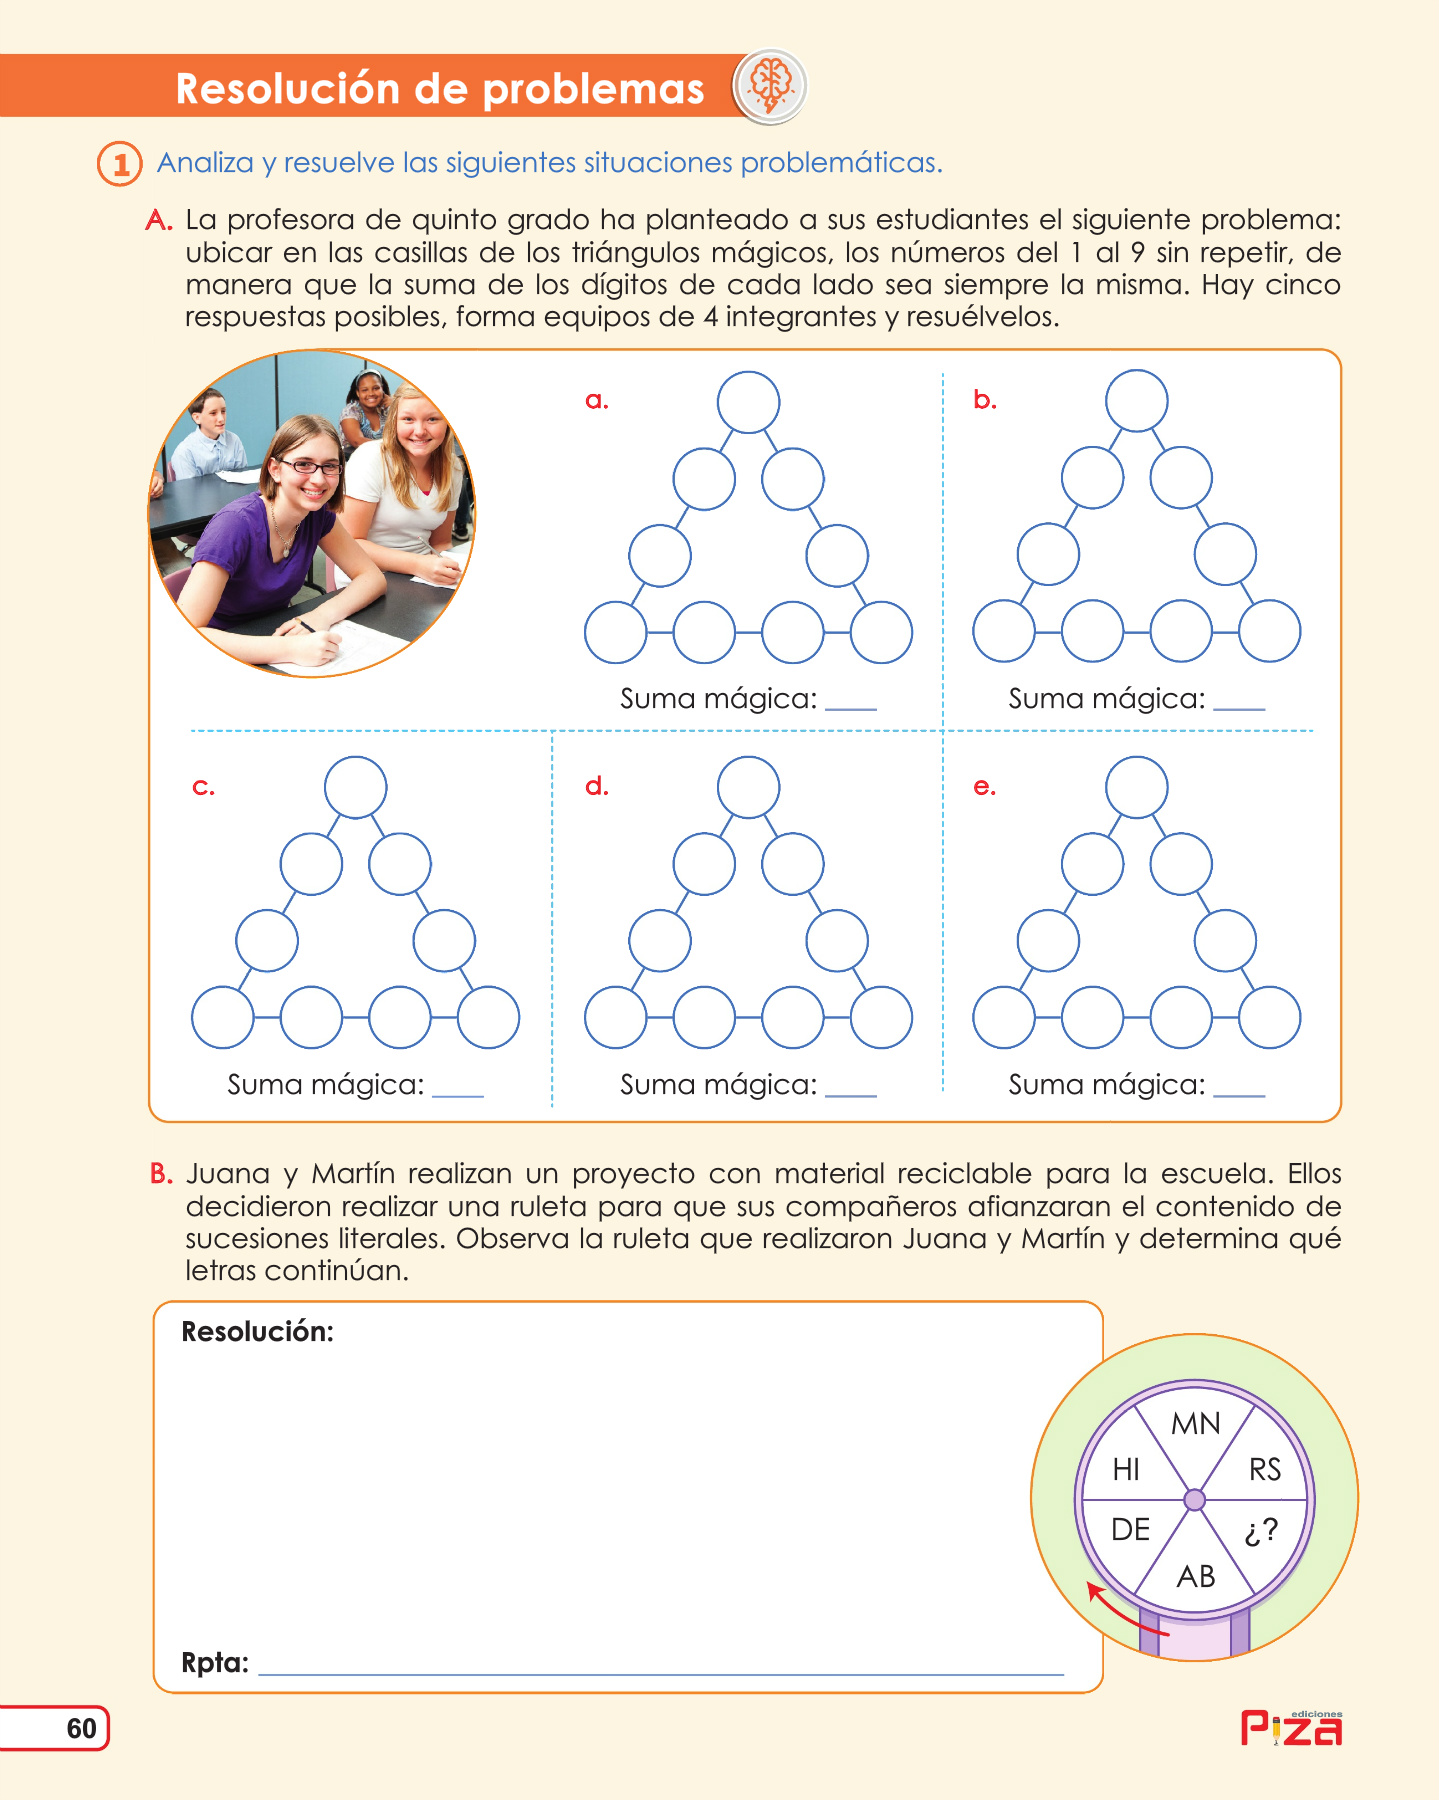 Resolución de problemas
1 Analiza y resuelve las siguientes situaciones problemáticas.
A. La profesora de quinto grado ha planteado a sus estudiantes el siguiente problema:
ubicar en las casillas de los triángulos mágicos, los números del 1 al 9 sin repetir, de
manera que la suma de los dígitos de cada lado sea siempre la misma. Hay cinco
respuestas posibles, forma equipos de 4 integrantes y resuélvelos.
a.
b.
Suma mágica: ____
Suma mágica: ____
c.
d.
e.
Suma mágica: ____
Suma mágica: ____
Suma mágica: ____
B. Juana y Martín realizan un proyecto con material reciclable para la escuela. Ellos
decidieron realizar una ruleta para que sus compañeros afianzaran el contenido de
sucesiones literales. Observa la ruleta que realizaron Juana y Martín y determina qué
letras continúan.
Resolución:
MN
HI
RS
DE
¿?
AB
Rpta:
60
ediciones
Piza